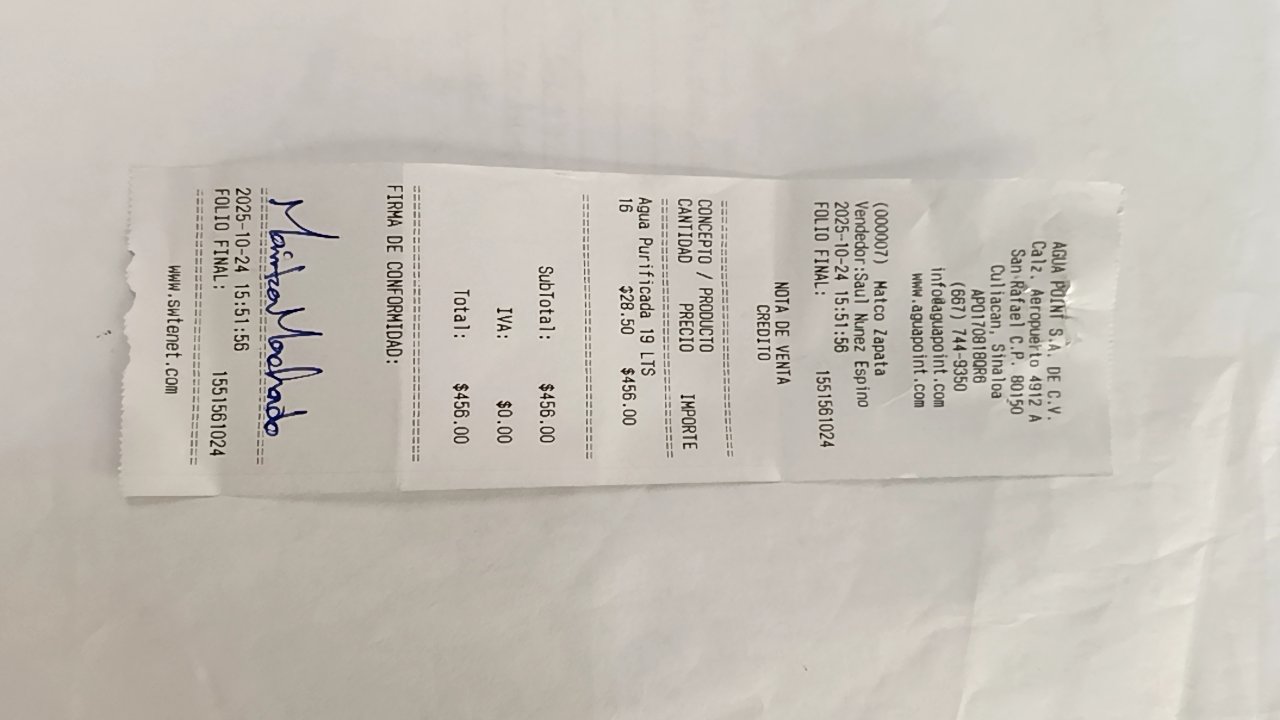 AGUA POINT S.A. DE C.V.
Calz. Aeropuerto 4912 A
San Rafael C.P. 80150
Culiacan, Sinaloa
APO170818QR6
(667) 744-9350
info@aguapoint.com
www.aguapoint.com
(000007) Matco Zapata
Vendedor:Saul Nunez Espino
2025-10-24 15:51:56
FOLIO FINAL: 1551561024
NOTA DE VENTA
CREDITO
CONCEPTO / PRODUCTO
CANTIDAD PRECIO IMPORTE
Agua Purificada 19 LTS
16 $28.50 $456.00
SubTotal: $456.00
IVA: $0.00
Total: $456.00
FIRMA DE CONFORMIDAD:
Maritza Machado
2025-10-24 15:51:56
FOLIO FINAL: 1551561024
www.swtenet.com